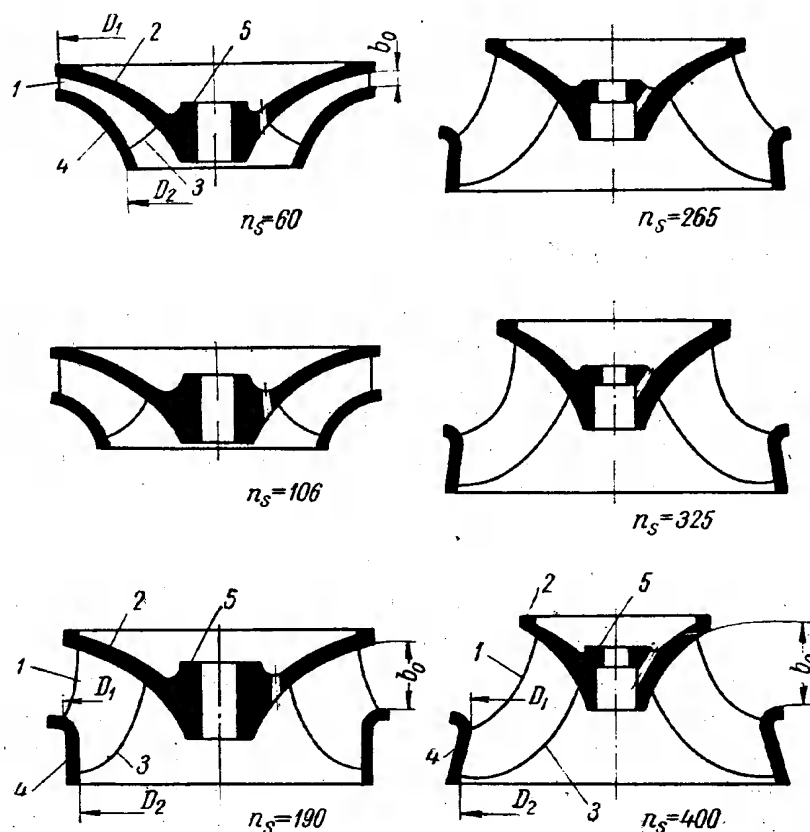 D₁ 2 5 b₀
1
4 D₂ 3
nₛ=60
nₛ=265
nₛ=106
nₛ=325
2 5
1 D₁ b₀
4 3
D₂
nₛ=190
2 5
1 D₁ b₀
4
D₂ 3
nₛ=400